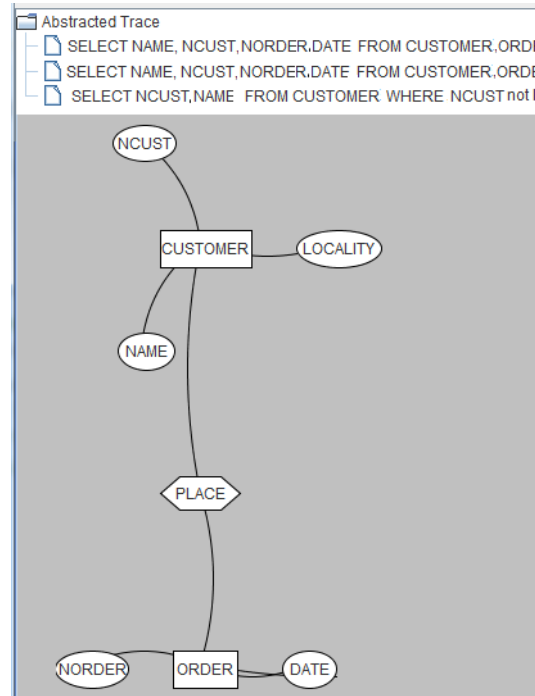 Abstracted Trace
SELECT NAME, NCUST,NORDER.DATE FROM CUSTOMER,ORDE
SELECT NAME, NCUST,NORDER.DATE FROM CUSTOMER,ORDE
SELECT NCUST,NAME FROM CUSTOMER WHERE NCUST not
NCUST
CUSTOMER LOCALITY
NAME
PLACE
NORDER ORDER DATE